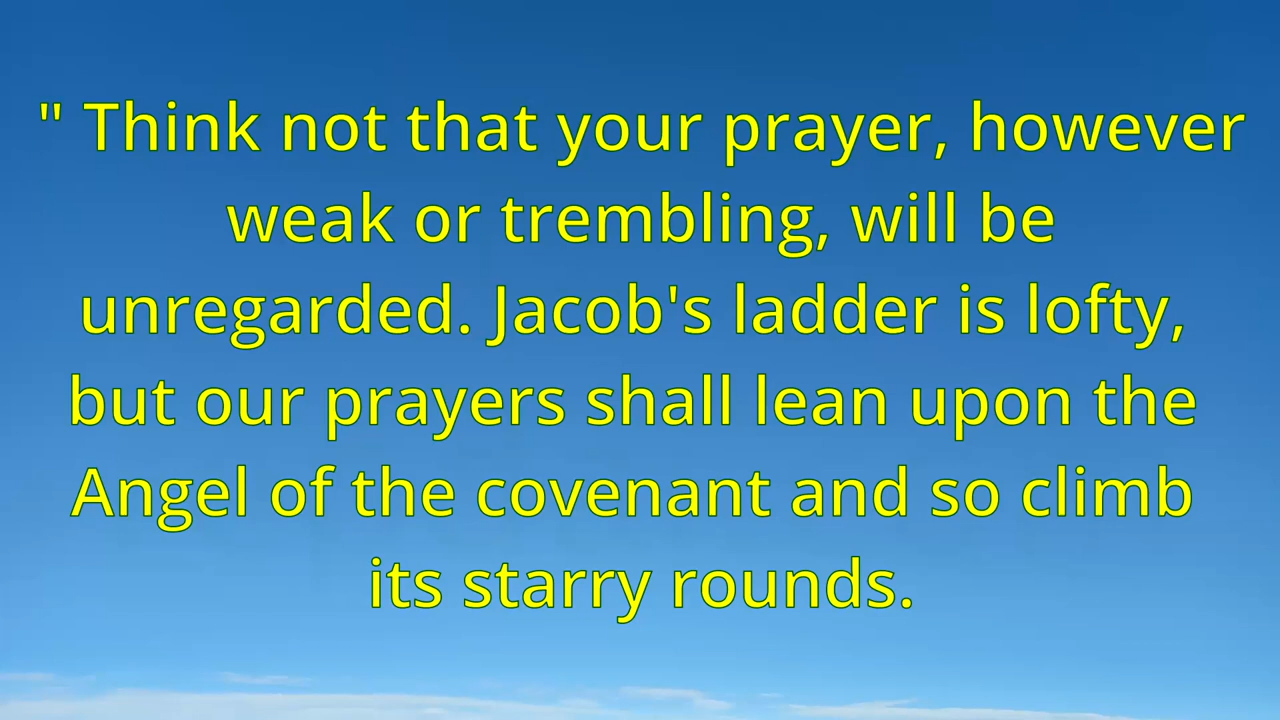 " Think not that your prayer, however
weak or trembling, will be
unregarded. Jacob's ladder is lofty,
but our prayers shall lean upon the
Angel of the covenant and so climb
its starry rounds.